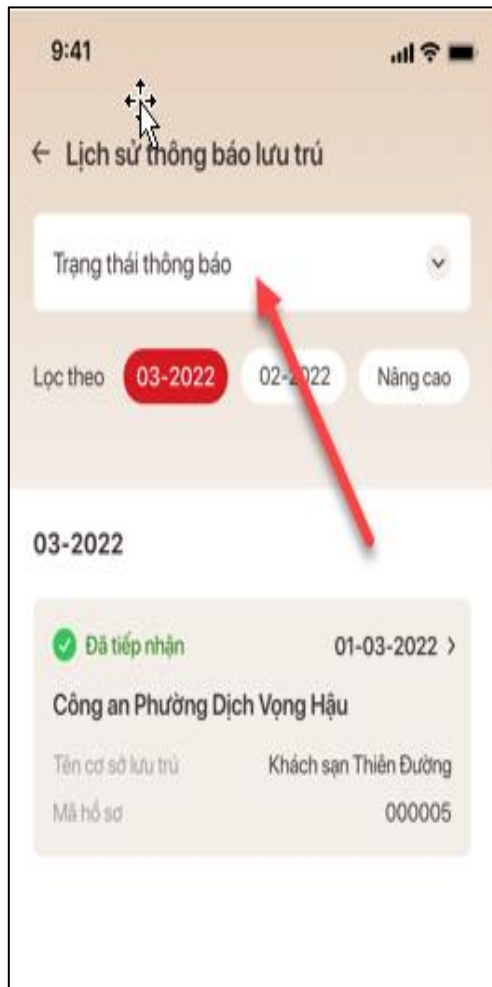 9:41
Lịch sử thông báo lưu trú
Trạng thái thông báo
Lọc theo 03-2022 02-2022 Nâng cao
03-2022
Đã tiếp nhận 01-03-2022
Công an Phường Dịch Vọng Hậu
Tên cơ sở lưu trú Khách sạn Thiên Đường
Mã hồ sơ 000005